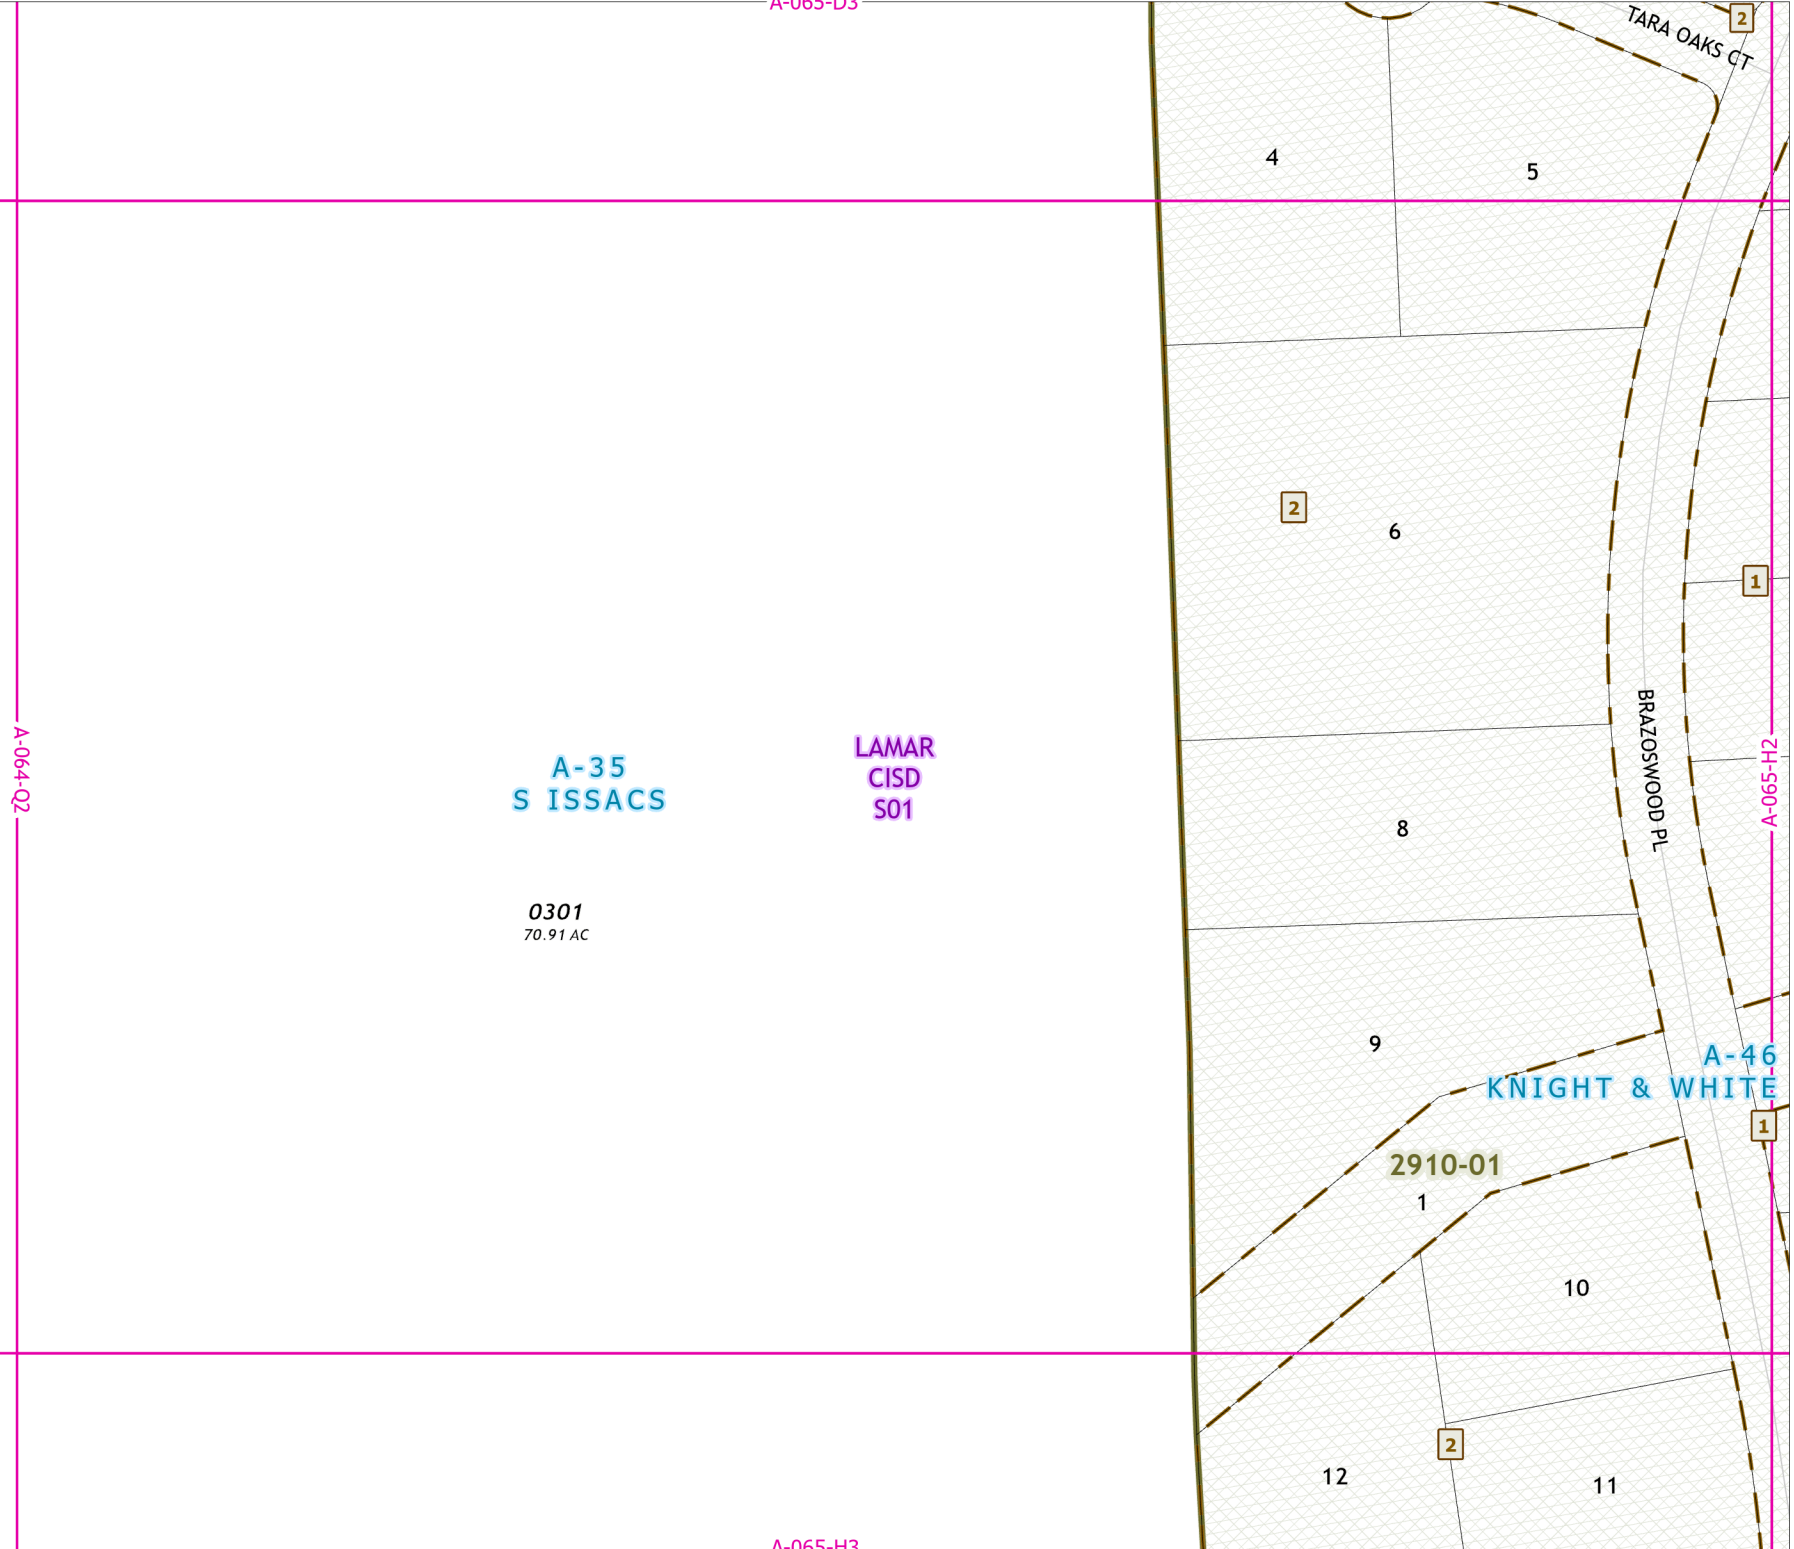 A-065-D3
TARA OAKS CT
2
4
5
2
6
1
A-064-Q2
A-35
S ISSACS
LAMAR
CISD
S01
BRAZOSWOOD PL
A-065-H2
8
0301
70.91 AC
9
A-46
KNIGHT & WHITE
1
2910-01
1
10
2
12
11
A-065-H3